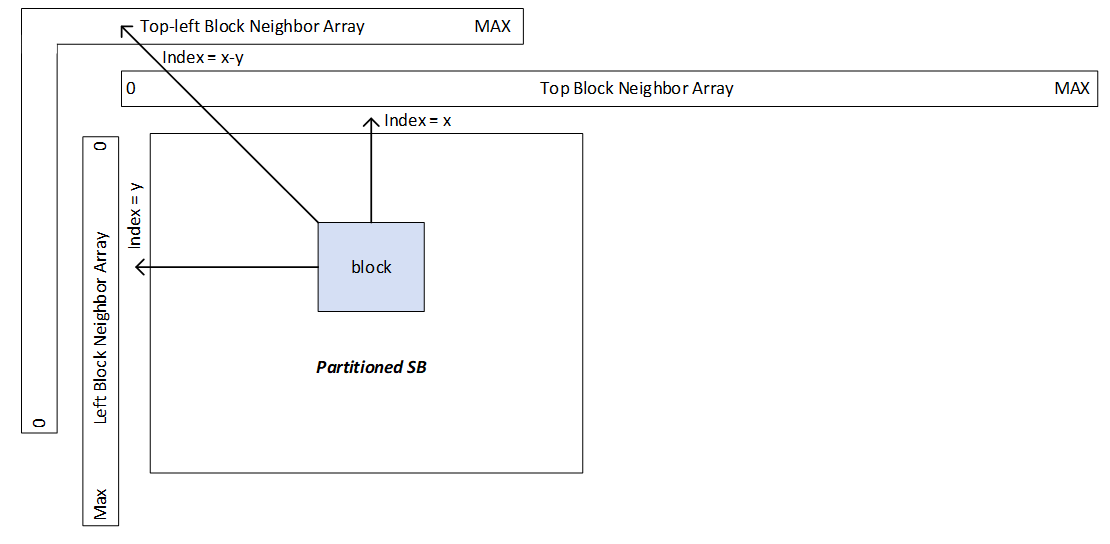 Top-left Block Neighbor Array MAX
Index = x-y
0 Top Block Neighbor Array MAX
Index = x
0
Index = y
block
Left Block Neighbor Array
Partitioned SB
0
Max